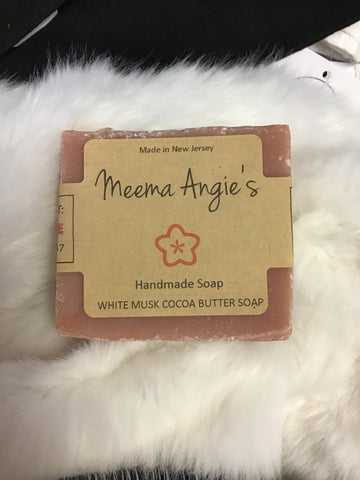 Made in New Jersey
Meema Angie's
Handmade Soap
WHITE MUSK COCOA BUTTER SOAP